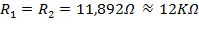 R₁ = R₂ = 11,892Ω ≈ 12KΩ